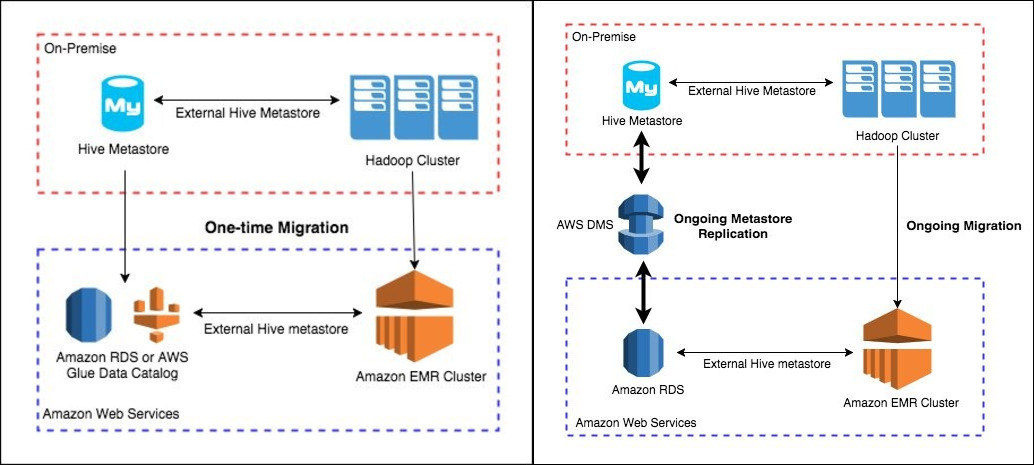 On-Premise
My
External Hive Metastore
Hive Metastore
Hadoop Cluster
One-time Migration
External Hive metastore
Amazon RDS or AWS
Glue Data Catalog
Amazon EMR Cluster
Amazon Web Services
On-Premise
My
External Hive Metastore
Hive Metastore
Hadoop Cluster
AWS DMS
Ongoing Metastore
Replication
Ongoing Migration
External Hive metastore
Amazon RDS
Amazon EMR Cluster
Amazon Web Services